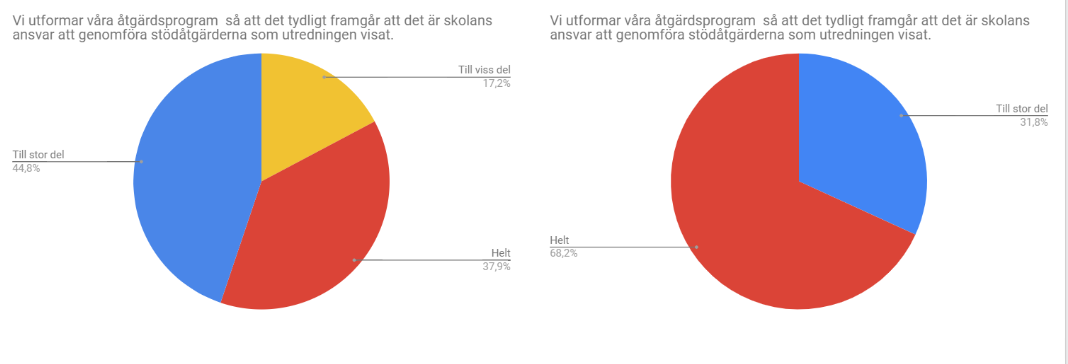 Vi utformar våra åtgärdsprogram  så att det tydligt framgår att det är skolans
ansvar att genomföra stödåtgärderna som utredningen visat.
Till viss del
17,2%
Till stor del
44,8%
Helt
37,9%
Vi utformar våra åtgärdsprogram  så att det tydligt framgår att det är skolans
ansvar att genomföra stödåtgärderna som utredningen visat.
Till stor del
31,8%
Helt
68,2%